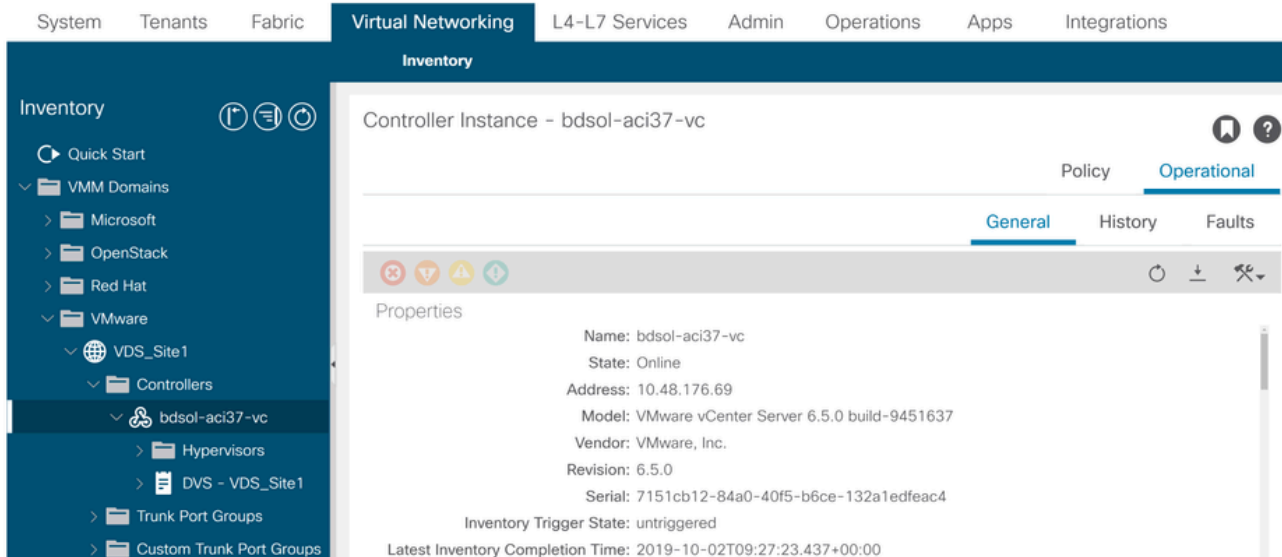 System Tenants Fabric Virtual Networking L4-L7 Services Admin Operations Apps Integrations
Inventory
Inventory
Quick Start
VMM Domains
Microsoft
OpenStack
Red Hat
VMware
VDS_Site1
Controllers
bdsol-aci37-vc
Hypervisors
DVS - VDS_Site1
Trunk Port Groups
Custom Trunk Port Groups
Controller Instance - bdsol-aci37-vc
Policy Operational
General History Faults
Properties
Name: bdsol-aci37-vc
State: Online
Address: 10.48.176.69
Model: VMware vCenter Server 6.5.0 build-9451637
Vendor: VMware, Inc.
Revision: 6.5.0
Serial: 7151cb12-84a0-40f5-b6ce-132a1edfeac4
Inventory Trigger State: untriggered
Latest Inventory Completion Time: 2019-10-02T09:27:23.437+00:00